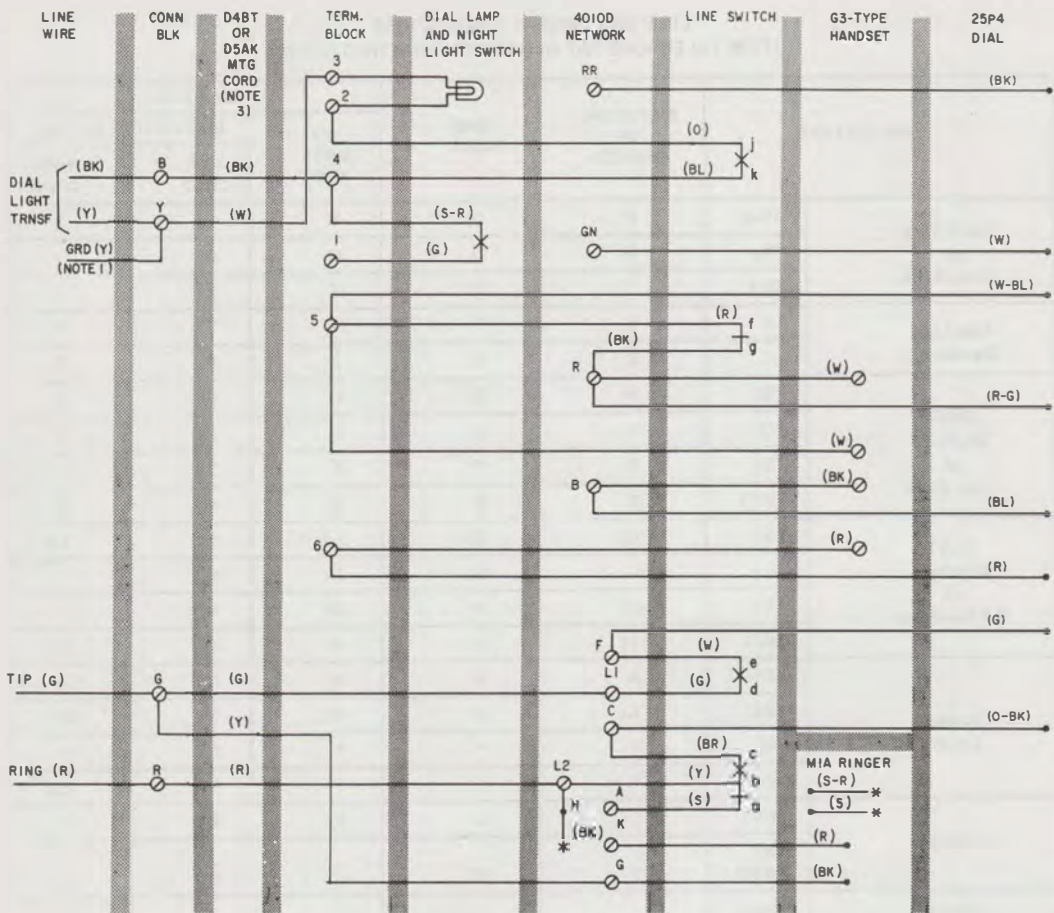 LINE
WIRE
CONN
BLK
D4BT
OR
D5AK
MTG
CORD
(NOTE
3)
TERM.
BLOCK
DIAL LAMP
AND NIGHT
LIGHT SWITCH
4010D
NETWORK
LINE SWITCH
G3-TYPE
HANDSET
25P4
DIAL
3
RR
(BK)
2
(O)
j
(BK)
B
(BK)
4
(BL)
k
DIAL
LIGHT
TRNSF
(Y)
Y
(W)
(S-R)
GRD (Y)
(NOTE 1)
1
(G)
GN
(W)
(W-BL)
5
(R)
f
(BK)
g
R
(W)
(R-G)
(W)
B
(BK)
(BL)
6
(R)
(R)
(G)
F
(W)
e
TIP (G)
G
(G)
L1
(G)
d
C
(O-BK)
(Y)
(BR)
c
M1A RINGER
RING (R)
R
(R)
L2
(Y)
b
(S-R)
*
A
(S)
a
(S)
*
H
(BK)
*
K
(R)
G
(BK)